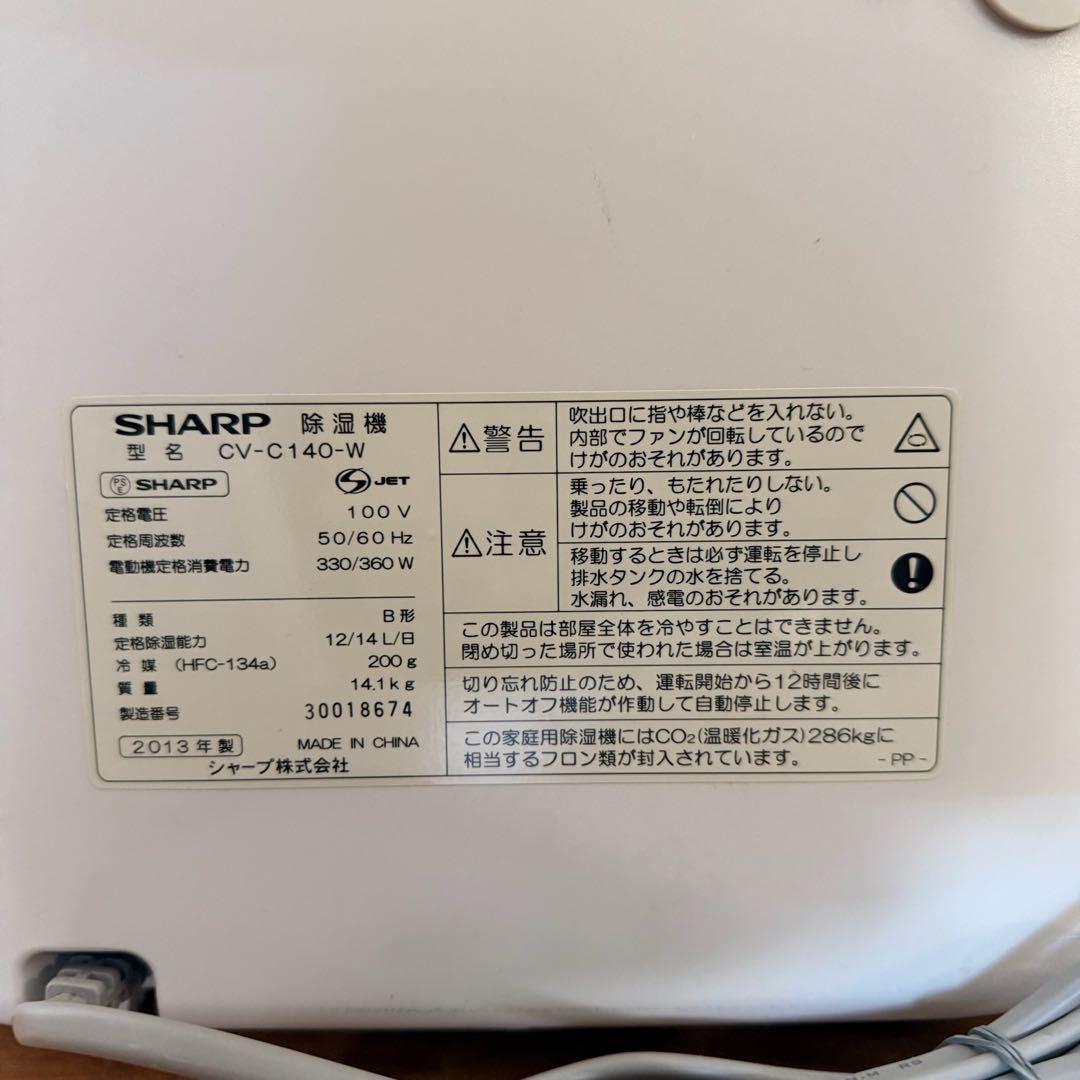 SHARP 除湿機
型名 CV-C140-W
PS E SHARP
JET
定格電圧 100V
定格周波数 50/60Hz
電動機定格消費電力 330/360W
種類 B形
定格除湿能力 12/14L/日
冷媒 (HFC-134a) 200g
質量 14.1kg
製造番号 30018674
2013年製 MADE IN CHINA
シャープ株式会社
警告
吹出口に指や棒などを入れない。
内部でファンが回転しているので
けがのおそれがあります。
注意
乗ったり、もたれたりしない。
製品の移動や転倒により
けがのおそれがあります。
移動するときは必ず運転を停止し
排水タンクの水を捨てる。
水漏れ、感電のおそれがあります。
この製品は部屋全体を冷やすことはできません。
閉め切った場所で使われた場合は室温が上がります。
切り忘れ防止のため、運転開始から12時間後に
オートオフ機能が作動して自動停止します。
この家庭用除湿機にはCO₂(温暖化ガス)286kgに
相当するフロン類が封入されています。
-PP-